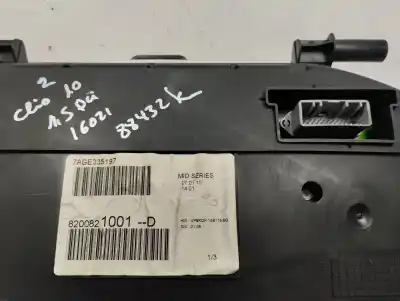 2
Clio 10
1.5 Dci
16021
88432k
7AGE335197
MID SERIES
8200821001--D
1/3